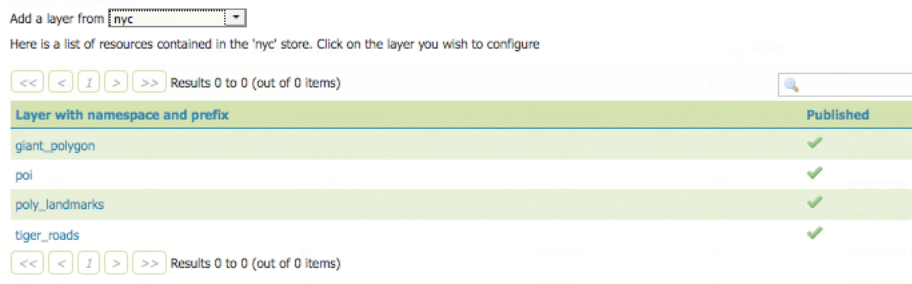 Add a layer from nyc
Here is a list of resources contained in the 'nyc' store. Click on the layer you wish to configure
<< < 1 > >> Results 0 to 0 (out of 0 items)
Layer with namespace and prefix Published
giant_polygon
poi
poly_landmarks
tiger_roads
<< < 1 > >> Results 0 to 0 (out of 0 items)